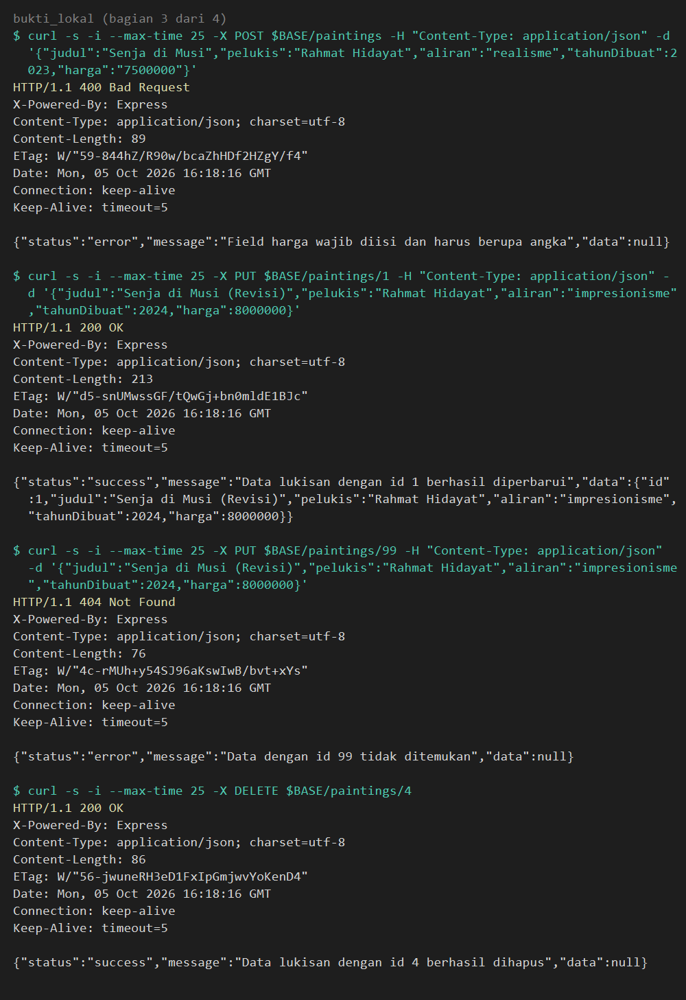 bukti_lokal (bagian 3 dari 4)
$ curl -s -i --max-time 25 -X POST $BASE/paintings -H "Content-Type: application/json" -d
'{"judul":"Senja di Musi","pelukis":"Rahmat Hidayat","aliran":"realisme","tahunDibuat":2
023,"harga":"7500000"}'
HTTP/1.1 400 Bad Request
X-Powered-By: Express
Content-Type: application/json; charset=utf-8
Content-Length: 89
ETag: W/"59-844hZ/R90w/bcaZhHDf2HZgY/f4"
Date: Mon, 05 Oct 2026 16:18:16 GMT
Connection: keep-alive
Keep-Alive: timeout=5

{"status":"error","message":"Field harga wajib diisi dan harus berupa angka","data":null}

$ curl -s -i --max-time 25 -X PUT $BASE/paintings/1 -H "Content-Type: application/json" -
d '{"judul":"Senja di Musi (Revisi)","pelukis":"Rahmat Hidayat","aliran":"impresionisme"
,"tahunDibuat":2024,"harga":8000000}'
HTTP/1.1 200 OK
X-Powered-By: Express
Content-Type: application/json; charset=utf-8
Content-Length: 213
ETag: W/"d5-snUMwssGF/tQwGj+bn0mldE1BJc"
Date: Mon, 05 Oct 2026 16:18:16 GMT
Connection: keep-alive
Keep-Alive: timeout=5

{"status":"success","message":"Data lukisan dengan id 1 berhasil diperbarui","data":{"id"
:1,"judul":"Senja di Musi (Revisi)","pelukis":"Rahmat Hidayat","aliran":"impresionisme",
"tahunDibuat":2024,"harga":8000000}}

$ curl -s -i --max-time 25 -X PUT $BASE/paintings/99 -H "Content-Type: application/json"
-d '{"judul":"Senja di Musi (Revisi)","pelukis":"Rahmat Hidayat","aliran":"impresionisme
","tahunDibuat":2024,"harga":8000000}'
HTTP/1.1 404 Not Found
X-Powered-By: Express
Content-Type: application/json; charset=utf-8
Content-Length: 76
ETag: W/"4c-rMUh+y54SJ96aKswIwB/bvt+xYs"
Date: Mon, 05 Oct 2026 16:18:16 GMT
Connection: keep-alive
Keep-Alive: timeout=5

{"status":"error","message":"Data dengan id 99 tidak ditemukan","data":null}

$ curl -s -i --max-time 25 -X DELETE $BASE/paintings/4
HTTP/1.1 200 OK
X-Powered-By: Express
Content-Type: application/json; charset=utf-8
Content-Length: 86
ETag: W/"56-jwuneRH3eD1FxIpGmjwvYoKenD4"
Date: Mon, 05 Oct 2026 16:18:16 GMT
Connection: keep-alive
Keep-Alive: timeout=5

{"status":"success","message":"Data lukisan dengan id 4 berhasil dihapus","data":null}